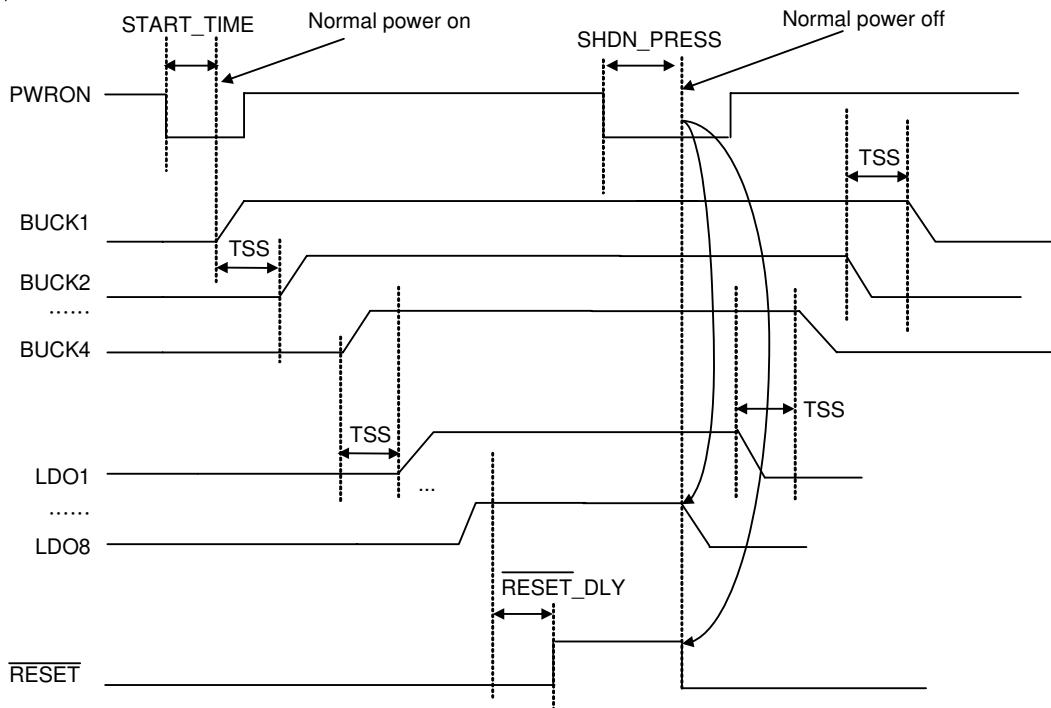 START_TIME
Normal power on
Normal power off
SHDN_PRESS
PWRON
TSS
BUCK1
TSS
BUCK2
......
BUCK4
TSS
TSS
LDO1
...
......
LDO8
RESET_DLY
RESET